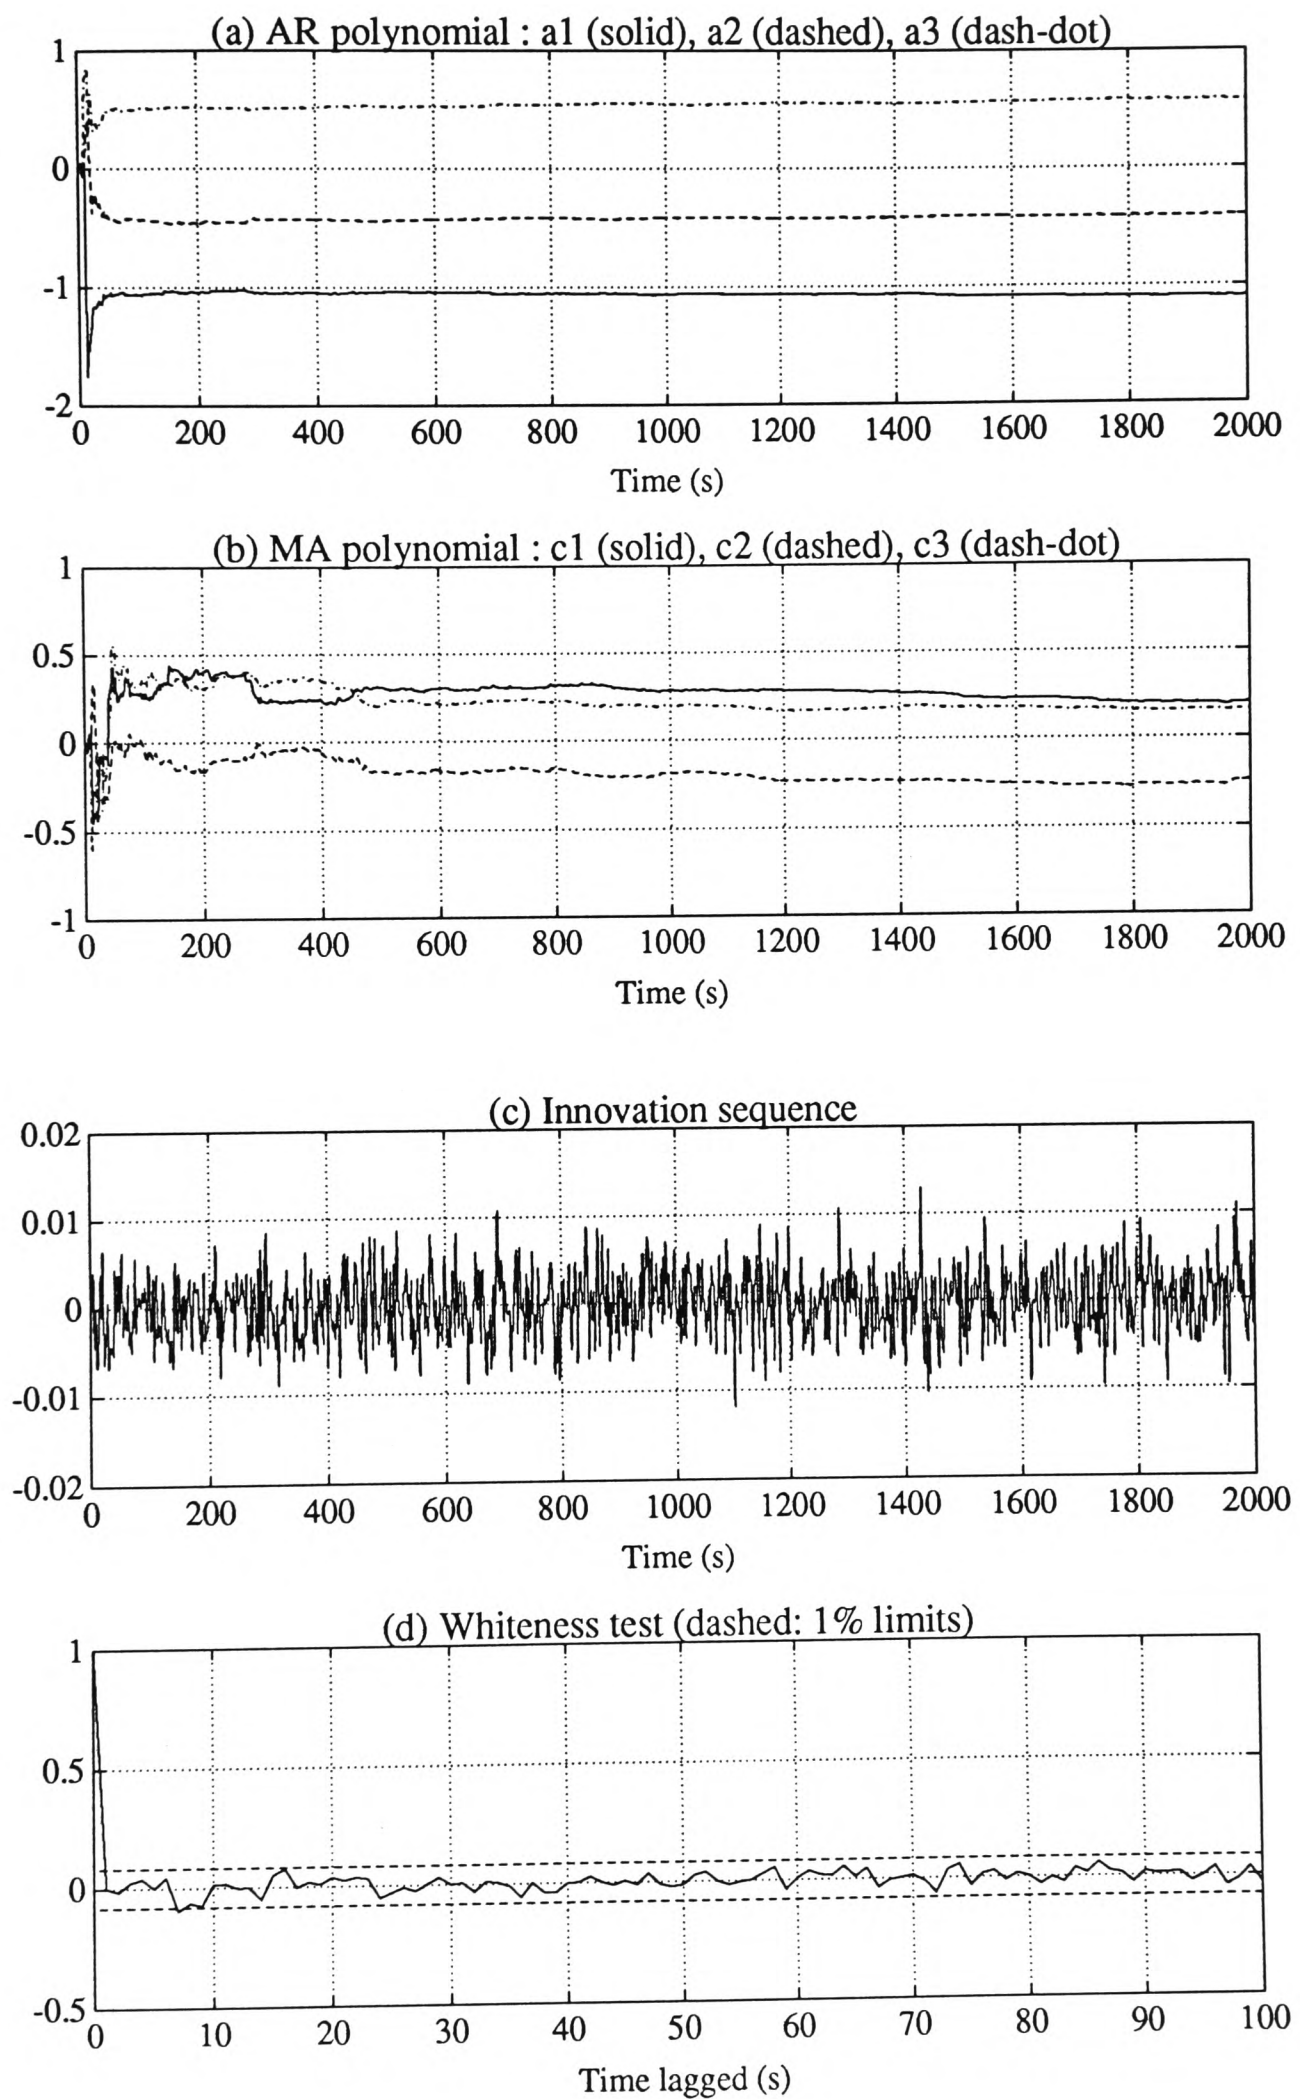 (a) AR polynomial : a1 (solid), a2 (dashed), a3 (dash-dot)
1
0
-1
-2
0 200 400 600 800 1000 1200 1400 1600 1800 2000
Time (s)
(b) MA polynomial : c1 (solid), c2 (dashed), c3 (dash-dot)
1
0.5
0
-0.5
-1
0 200 400 600 800 1000 1200 1400 1600 1800 2000
Time (s)
(c) Innovation sequence
0.02
0.01
0
-0.01
-0.02
0 200 400 600 800 1000 1200 1400 1600 1800 2000
Time (s)
(d) Whiteness test (dashed: 1% limits)
1
0.5
0
-0.5
0 10 20 30 40 50 60 70 80 90 100
Time lagged (s)